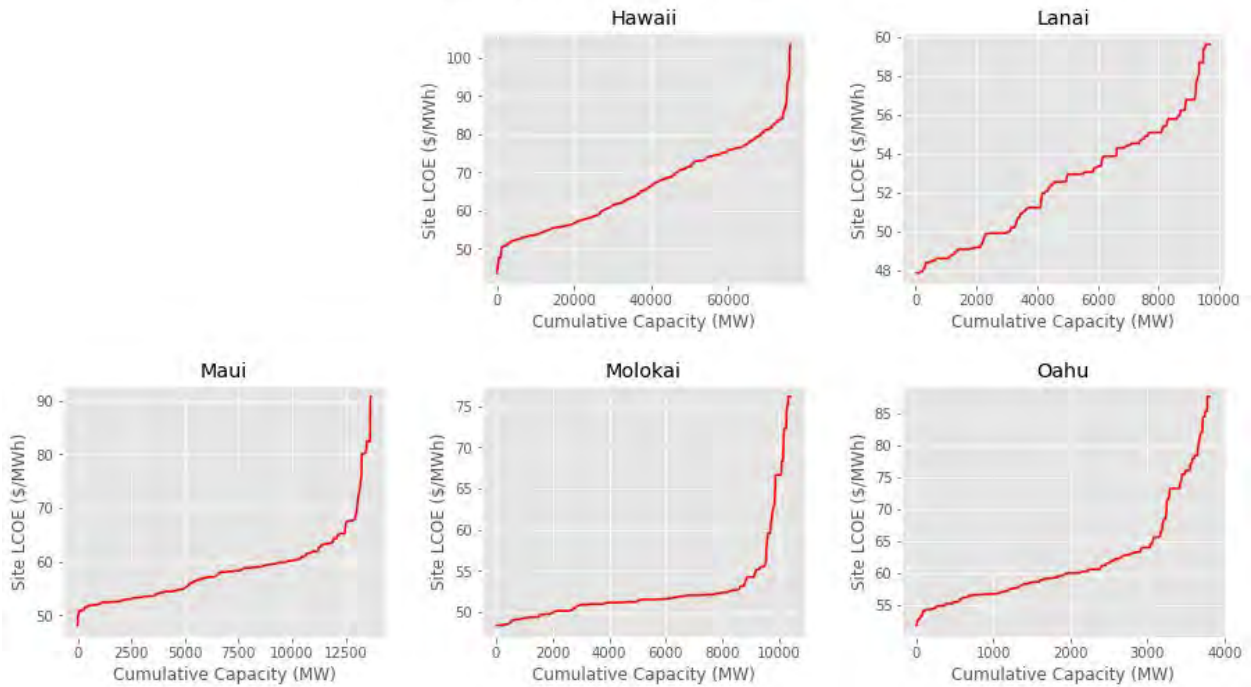 Hawaii
Site LCOE ($/MWh)
100
90
80
70
60
50
0 20000 40000 60000
Cumulative Capacity (MW)
Lanai
Site LCOE ($/MWh)
60
58
56
54
52
50
48
0 2000 4000 6000 8000 10000
Cumulative Capacity (MW)
Maui
Site LCOE ($/MWh)
90
80
70
60
50
0 2500 5000 7500 10000 12500
Cumulative Capacity (MW)
Molokai
Site LCOE ($/MWh)
75
70
65
60
55
50
0 2000 4000 6000 8000 10000
Cumulative Capacity (MW)
Oahu
Site LCOE ($/MWh)
85
80
75
70
65
60
55
0 1000 2000 3000 4000
Cumulative Capacity (MW)